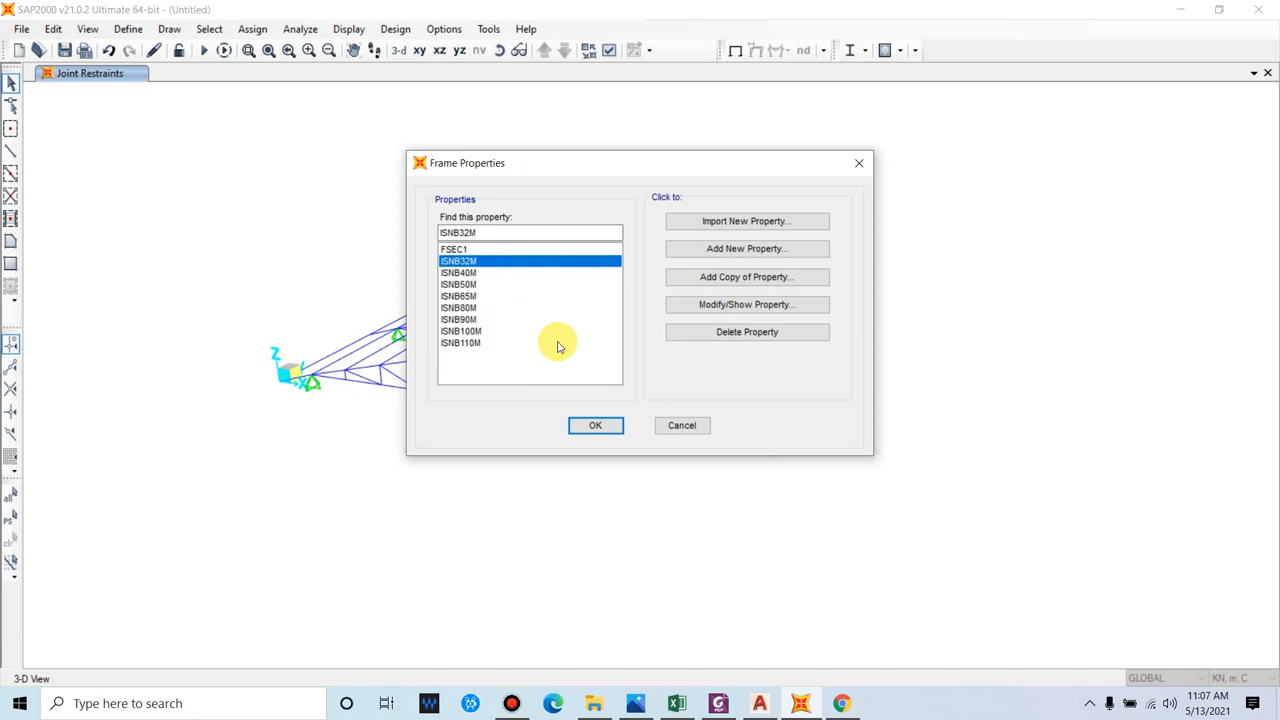 SAP2000 v21.0.2 Ultimate 64-bit - (Untitled)
File Edit View Define Draw Select Assign Analyze Display Design Options Tools Help
3-d xy xz yz nv nd
Joint Restraints
Frame Properties
Properties
Click to:
Find this property:
ISNB32M
FSEC1
ISNB32M
ISNB40M
ISNB50M
ISNB65M
ISNB80M
ISNB90M
ISNB100M
ISNB110M
Import New Property...
Add New Property...
Add Copy of Property...
Modify/Show Property...
Delete Property
OK Cancel
Z
X
all
PS
clr
3-D View
GLOBAL
KN, m, C
Type here to search
11:07 AM
5/13/2021